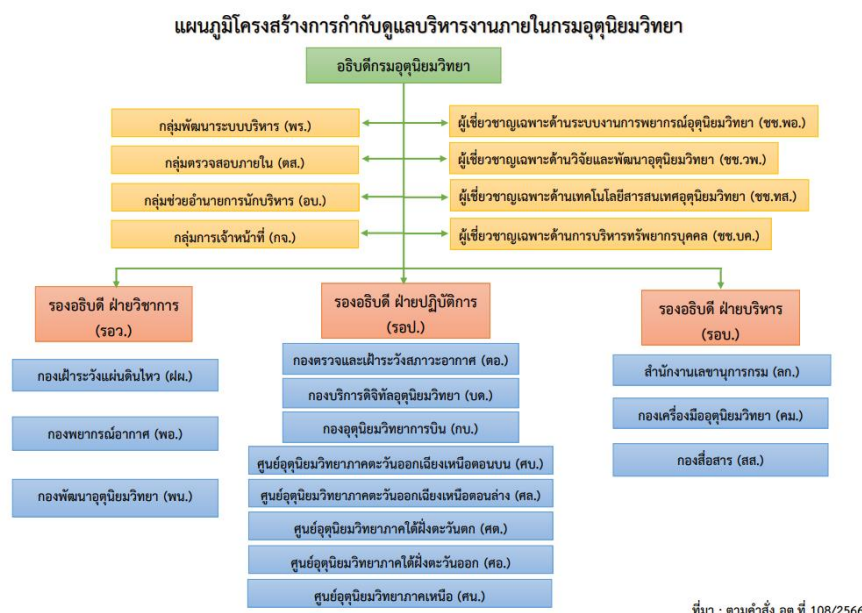 แผนภูมิโครงสร้างการกำกับดูแลบริหารงานภายในกรมอุตุนิยมวิทยา
อธิบดีกรมอุตุนิยมวิทยา
กลุ่มพัฒนาระบบบริหาร (พร.)
ผู้เชี่ยวชาญเฉพาะด้านระบบงานการพยากรณ์อุตุนิยมวิทยา (ชช.พอ.)
กลุ่มตรวจสอบภายใน (ตส.)
ผู้เชี่ยวชาญเฉพาะด้านวิจัยและพัฒนาอุตุนิยมวิทยา (ชช.วพ.)
กลุ่มช่วยอำนายการนักบริหาร (อบ.)
ผู้เชี่ยวชาญเฉพาะด้านเทคโนโลยีสารสนเทศอุตุนิยมวิทยา (ชช.ทส.)
กลุ่มการเจ้าหน้าที่ (กจ.)
ผู้เชี่ยวชาญเฉพาะด้านการบริหารทรัพยากรบุคคล (ชช.บค.)
รองอธิบดี ฝ่ายวิชาการ
(รอว.)
กองเฝ้าระวังแผ่นดินไหว (ฝผ.)
กองพยากรณ์อากาศ (พอ.)
กองพัฒนาอุตุนิยมวิทยา (พน.)
รองอธิบดี ฝ่ายปฏิบัติการ
(รอป.)
กองตรวจและเฝ้าระวังสภาวะอากาศ (ตอ.)
กองบริการดิจิทัลอุตุนิยมวิทยา (บด.)
กองอุตุนิยมวิทยาการบิน (กบ.)
ศูนย์อุตุนิยมวิทยาภาคตะวันออกเฉียงเหนือตอนบน (ศบ.)
ศูนย์อุตุนิยมวิทยาภาคตะวันออกเฉียงเหนือตอนล่าง (ศล.)
ศูนย์อุตุนิยมวิทยาภาคใต้ฝั่งตะวันตก (ศต.)
ศูนย์อุตุนิยมวิทยาภาคใต้ฝั่งตะวันออก (ศอ.)
ศูนย์อุตุนิยมวิทยาภาคเหนือ (ศน.)
รองอธิบดี ฝ่ายบริหาร
(รอบ.)
สำนักงานเลขานุการกรม (ลก.)
กองเครื่องมืออุตุนิยมวิทยา (คม.)
กองสื่อสาร (สส.)
ที่มา : ตามคำสั่ง อต ที่ 108/2566